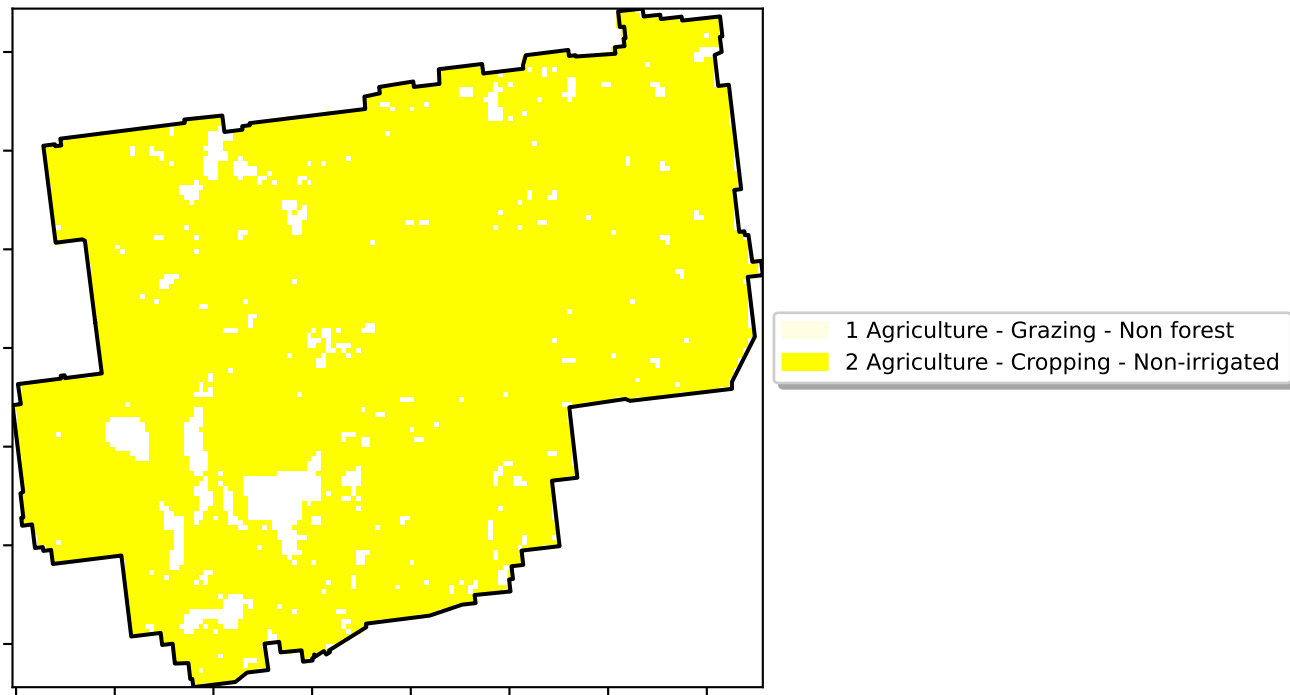 1 Agriculture - Grazing - Non forest
2 Agriculture - Cropping - Non-irrigated